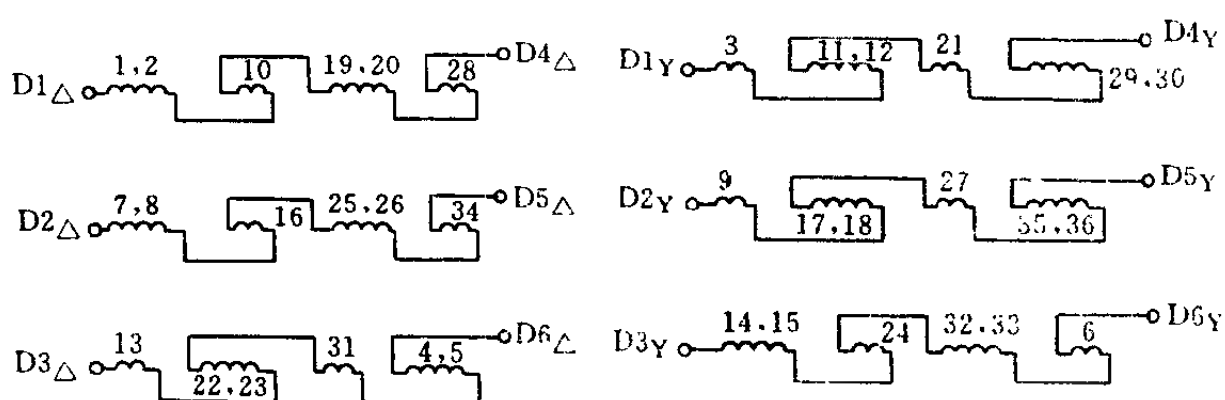 D1△ 1,2 10 19.20 28 D4△
D1Y 3 11,12 21 29.30 D4Y
D2△ 7,8 16 25.26 34 D5△
D2Y 9 17.18 27 35.36 D5Y
D3△ 13 22.23 31 4,5 D6△
D3Y 14.15 24 32.33 6 D6Y